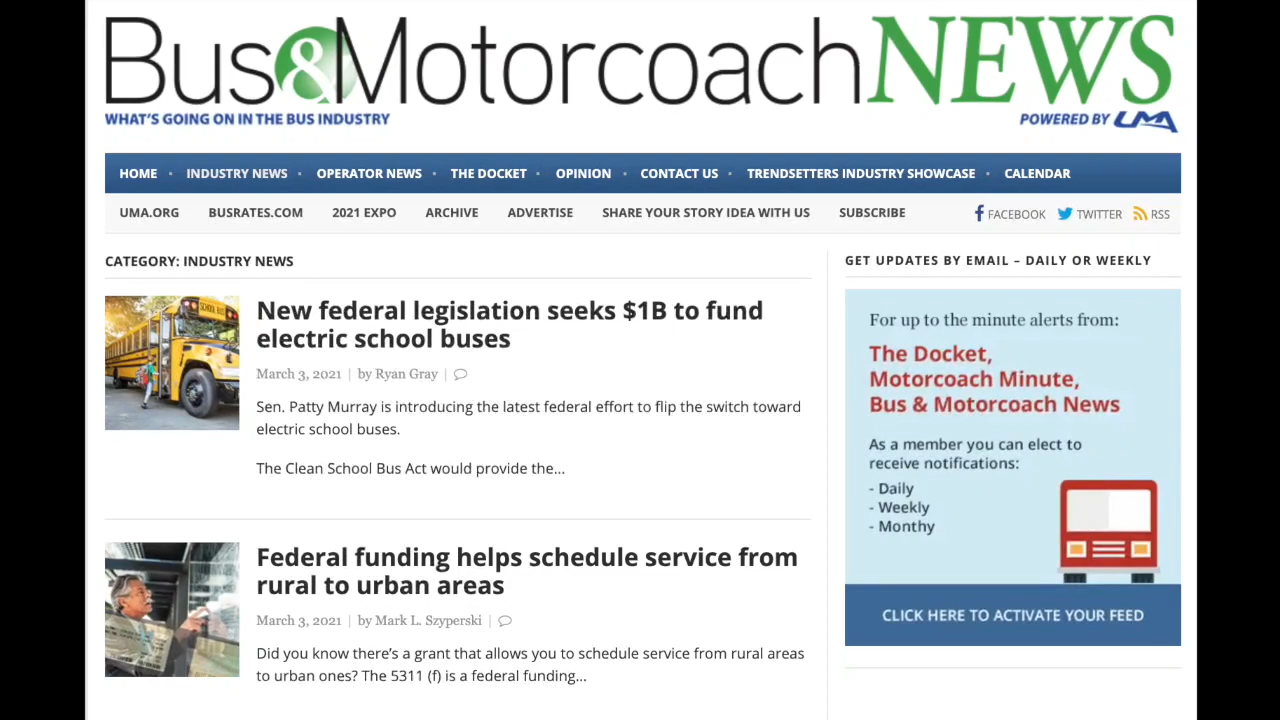 Bus&Motorcoach NEWS
WHAT'S GOING ON IN THE BUS INDUSTRY
POWERED BY UMA
HOME • INDUSTRY NEWS • OPERATOR NEWS • THE DOCKET • OPINION • CONTACT US • TRENDSETTERS INDUSTRY SHOWCASE • CALENDAR
UMA.ORG BUSRATES.COM 2021 EXPO ARCHIVE ADVERTISE SHARE YOUR STORY IDEA WITH US SUBSCRIBE FACEBOOK TWITTER RSS
CATEGORY: INDUSTRY NEWS
SCHOOL BUS
New federal legislation seeks $1B to fund
electric school buses
March 3, 2021 | by Ryan Gray |
Sen. Patty Murray is introducing the latest federal effort to flip the switch toward
electric school buses.
The Clean School Bus Act would provide the...
Federal funding helps schedule service from
rural to urban areas
March 3, 2021 | by Mark L. Szyperski |
Did you know there's a grant that allows you to schedule service from rural areas
to urban ones? The 5311 (f) is a federal funding...
GET UPDATES BY EMAIL – DAILY OR WEEKLY
For up to the minute alerts from:
The Docket,
Motorcoach Minute,
Bus & Motorcoach News
As a member you can elect to
receive notifications:
- Daily
- Weekly
- Monthy
CLICK HERE TO ACTIVATE YOUR FEED